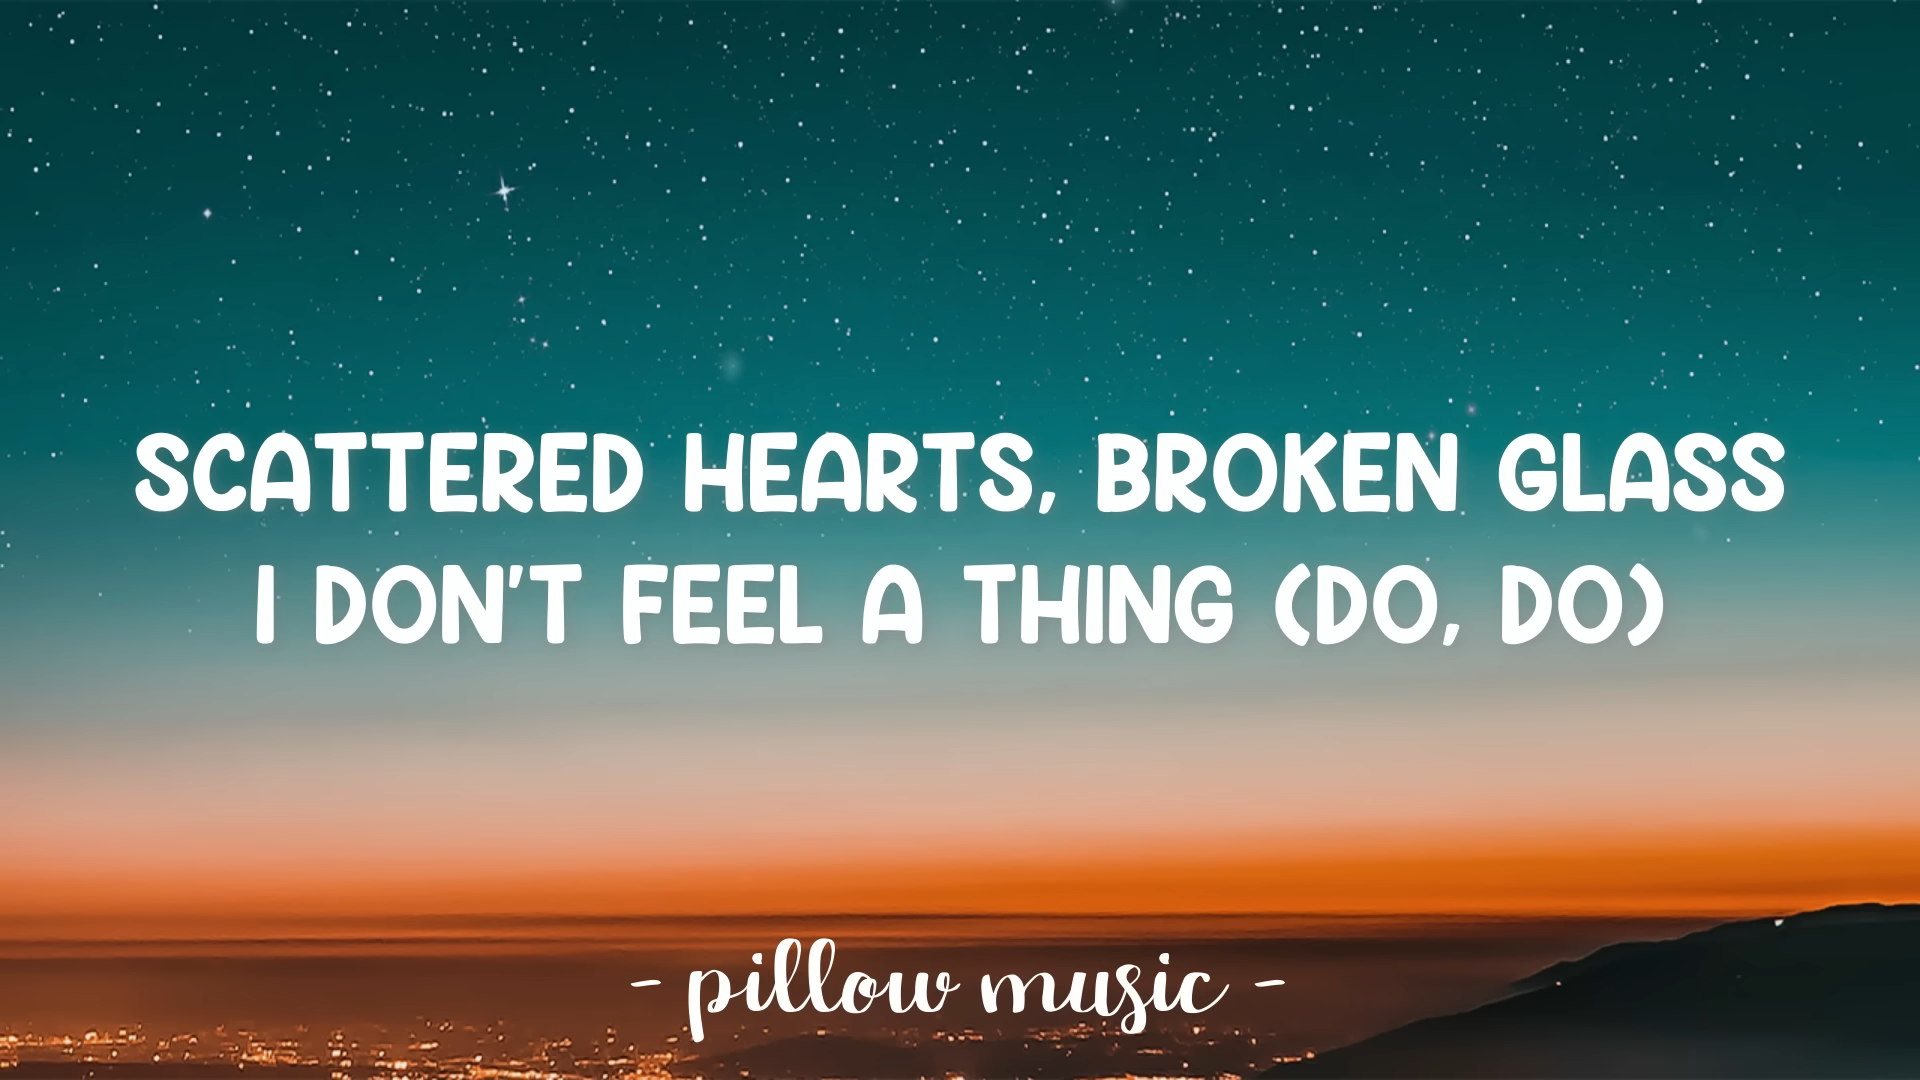 SCATTERED HEARTS, BROKEN GLASS
I DON'T FEEL A THING (DO, DO)
- pillow music -